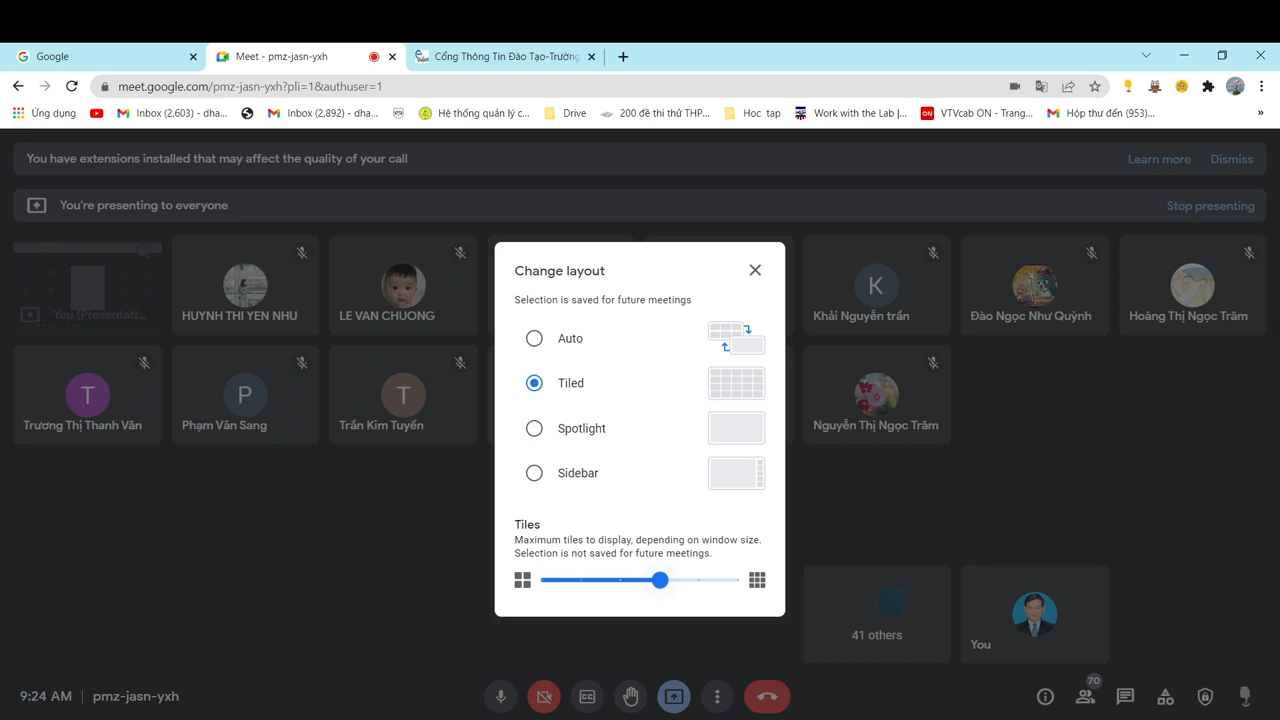 Google
Meet - pmz-jasn-yxh
Cổng Thông Tin Đào Tạo-Trường
meet.google.com/pmz-jasn-yxh?pli=1&authuser=1
Ứng dụng
Inbox (2,603) - dha...
Inbox (2,892) - dha...
Hệ thống quản lý c...
Drive
200 đề thi thử THP...
Hoc tap
Work with the Lab |...
ON
VTVcab ON - Trang...
Hộp thư đến (953)...
»
You have extensions installed that may affect the quality of your call
Learn more
Dismiss
You're presenting to everyone
Stop presenting
You (Presentati...
HUỲNH THI YEN NHU
LE VAN CHUONG
K
Khải Nguyễn trần
Đào Ngọc Như Quỳnh
Hoàng Thị Ngọc Trâm
T
Trương Thị Thanh Vân
P
Phạm Văn Sang
T
Trần Kim Tuyến
Nguyễn Thị Ngọc Trâm
Change layout
Selection is saved for future meetings
Auto
Tiled
Spotlight
Sidebar
Tiles
Maximum tiles to display, depending on window size.
Selection is not saved for future meetings.
41 others
You
9:24 AM
pmz-jasn-yxh
70